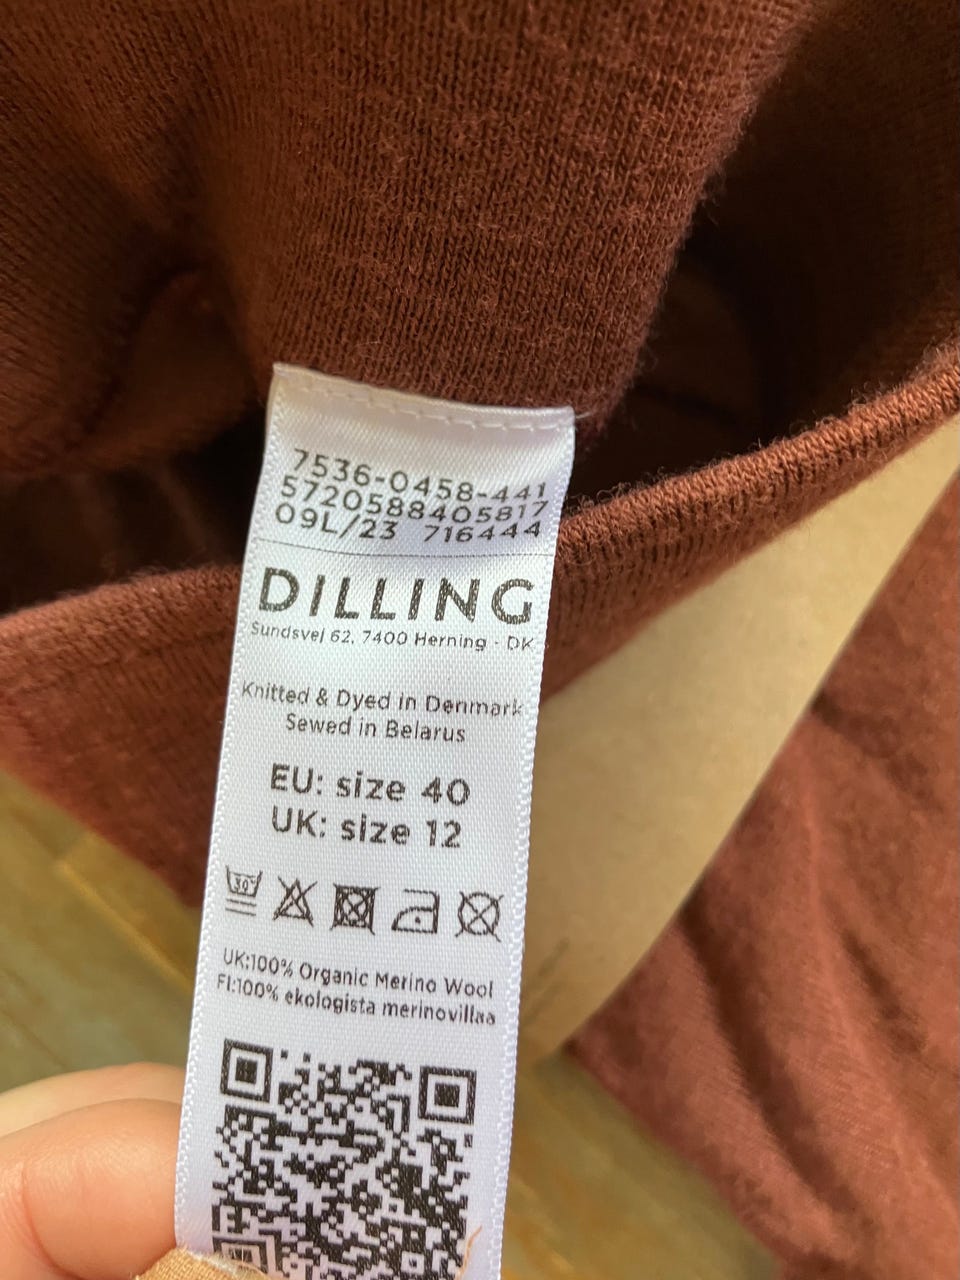 7536-0458-441
5720588405817
09L/23 716444
DILLING
Sundsvej 62, 7400 Herning - DK
Knitted & Dyed in Denmark
Sewed in Belarus
EU: size 40
UK: size 12
30°
UK:100% Organic Merino Wool
FI:100% ekologista merinovillaa